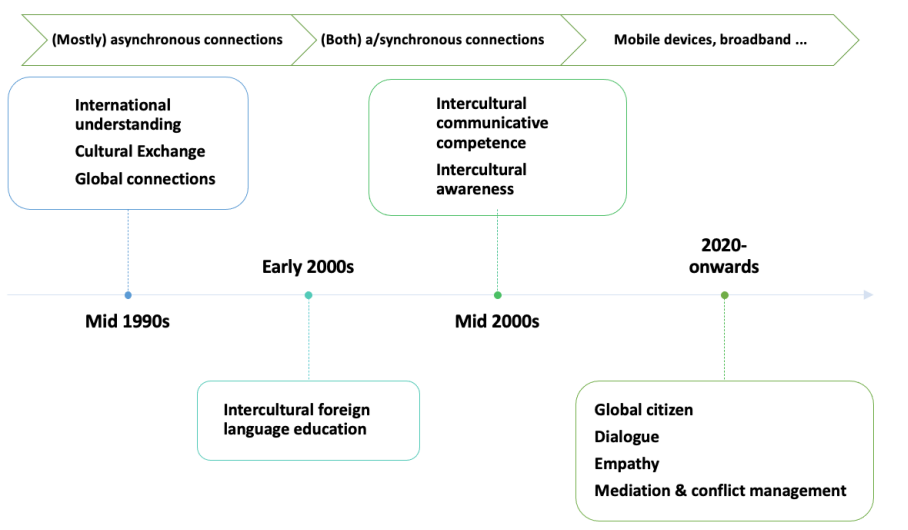 (Mostly) asynchronous connections
(Both) a/synchronous connections
Mobile devices, broadband ...
International
understanding
Cultural Exchange
Global connections
Intercultural
communicative
competence
Intercultural
awareness
Early 2000s
2020-
onwards
Mid 1990s
Mid 2000s
Intercultural foreign
language education
Global citizen
Dialogue
Empathy
Mediation & conflict management